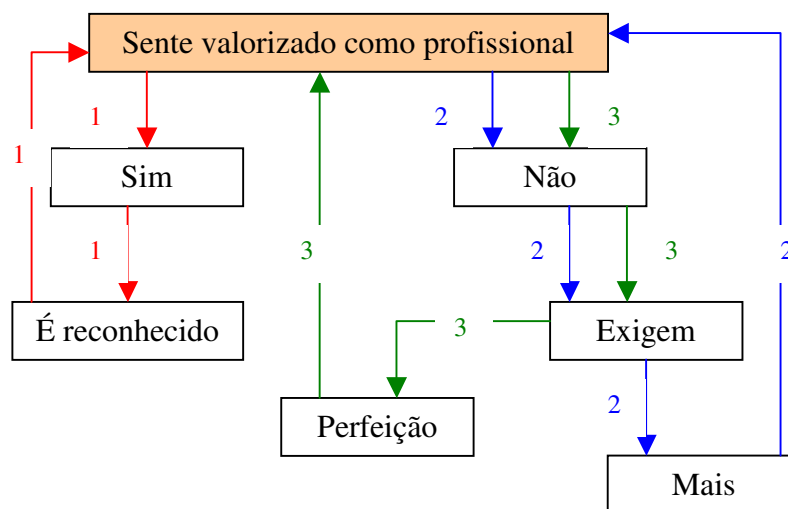 Sente valorizado como profissional
1
2
3
1
Sim
Não
1
3
2
3
2
É reconhecido
3
Exigem
2
Perfeição
Mais